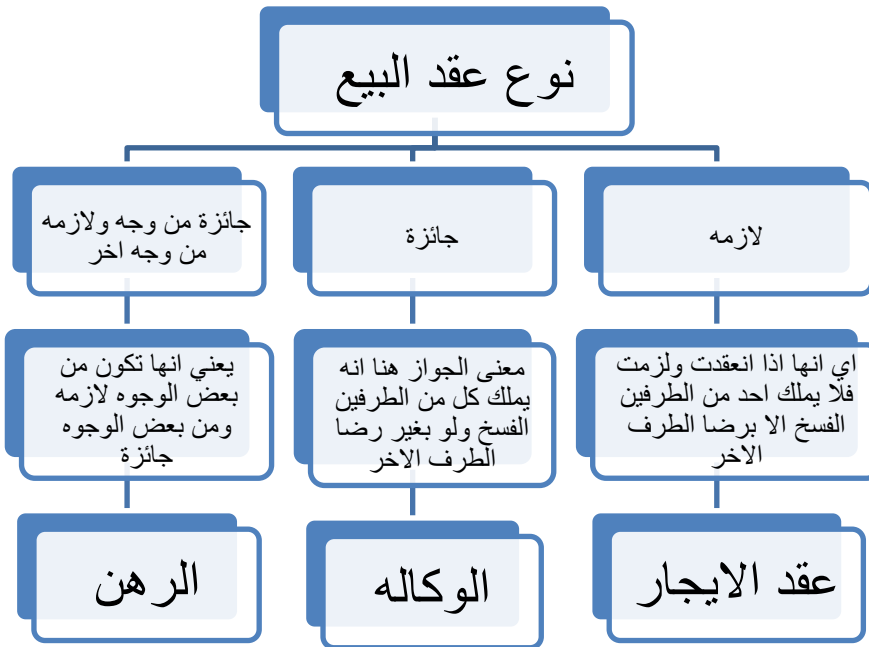 نوع عقد البيع
لازمه
جائزة
جائزة من وجه ولازمه
من وجه اخر
اي انها اذا انعقدت ولزمت
فلا يملك احد من الطرفين
الفسخ الا برضا الطرف
الاخر
معنى الجواز هنا انه
يملك كل من الطرفين
الفسخ ولو بغير رضا
الطرف الاخر
يعني انها تكون من
بعض الوجوه لازمه
ومن بعض الوجوه
جائزة
عقد الايجار
الوكاله
الرهن